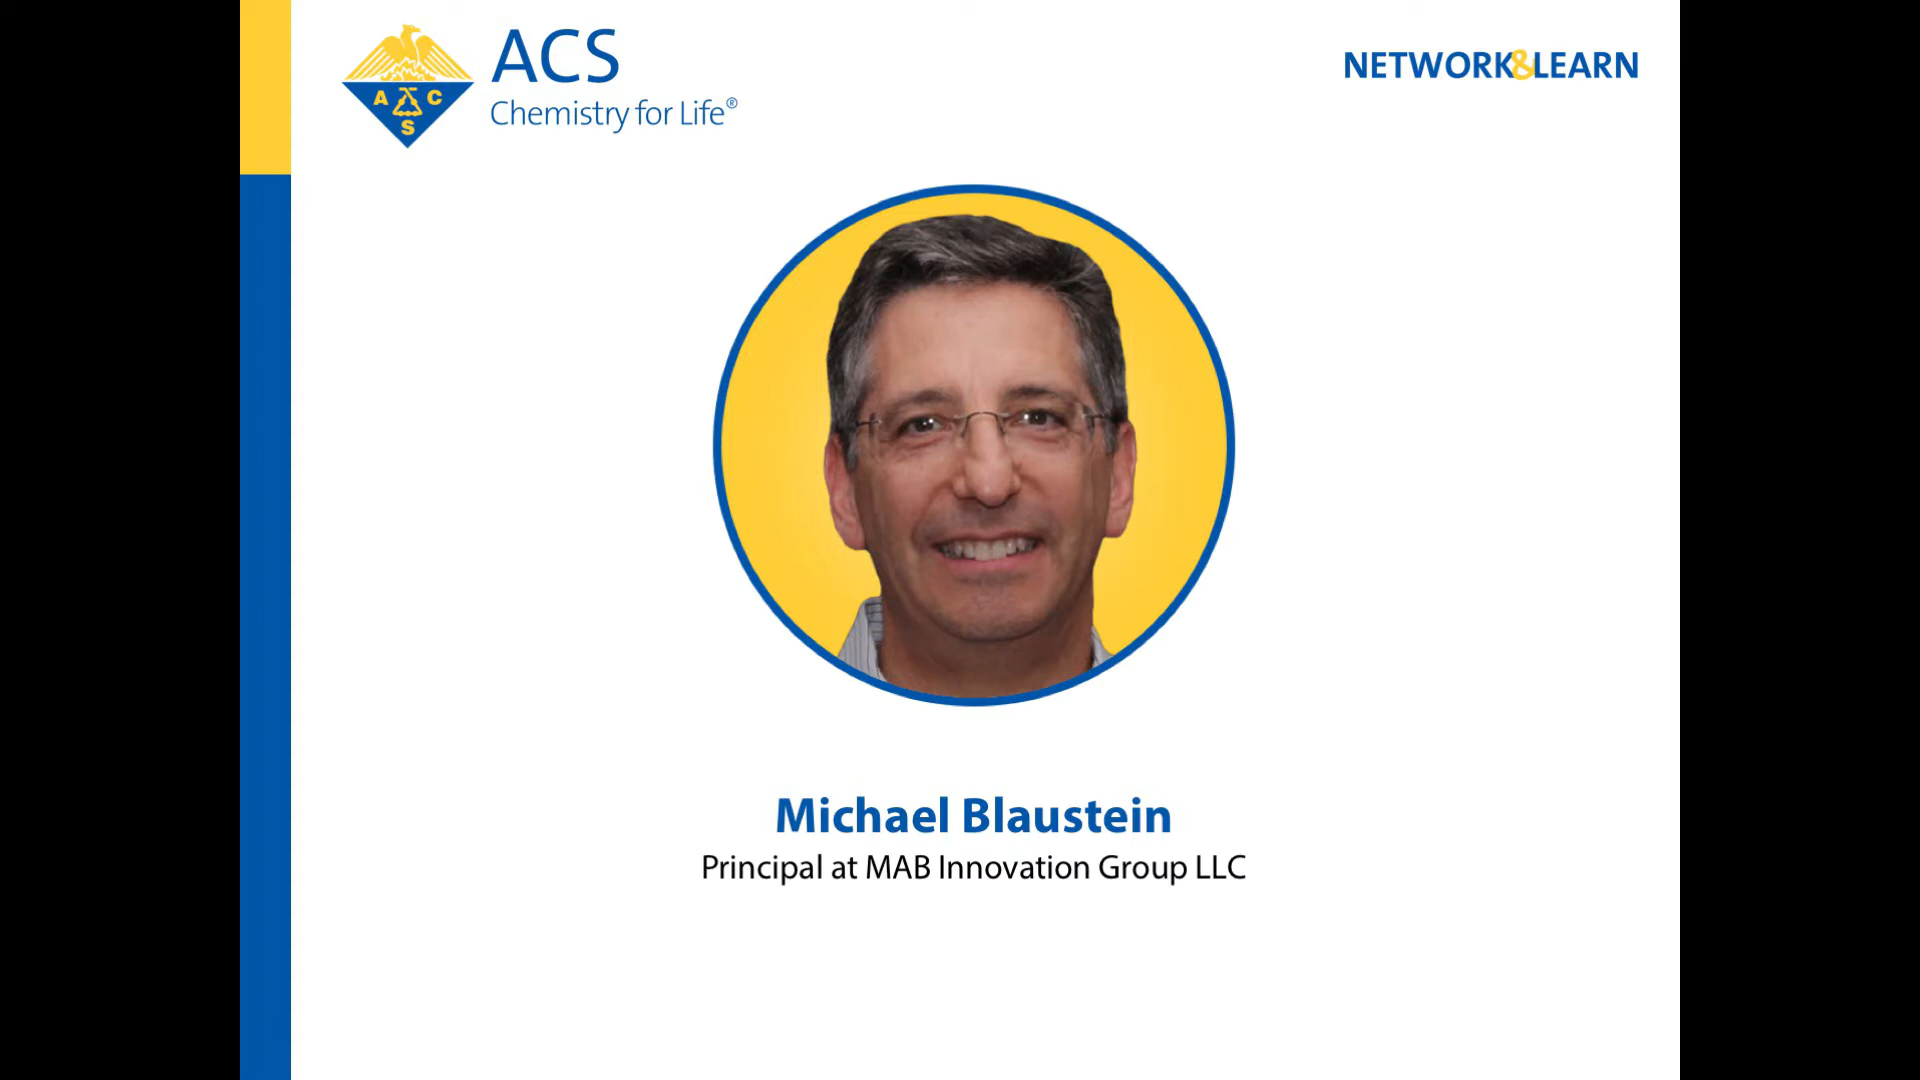 ACS
Chemistry for Life®
A C
S
NETWORK&LEARN
Michael Blaustein
Principal at MAB Innovation Group LLC